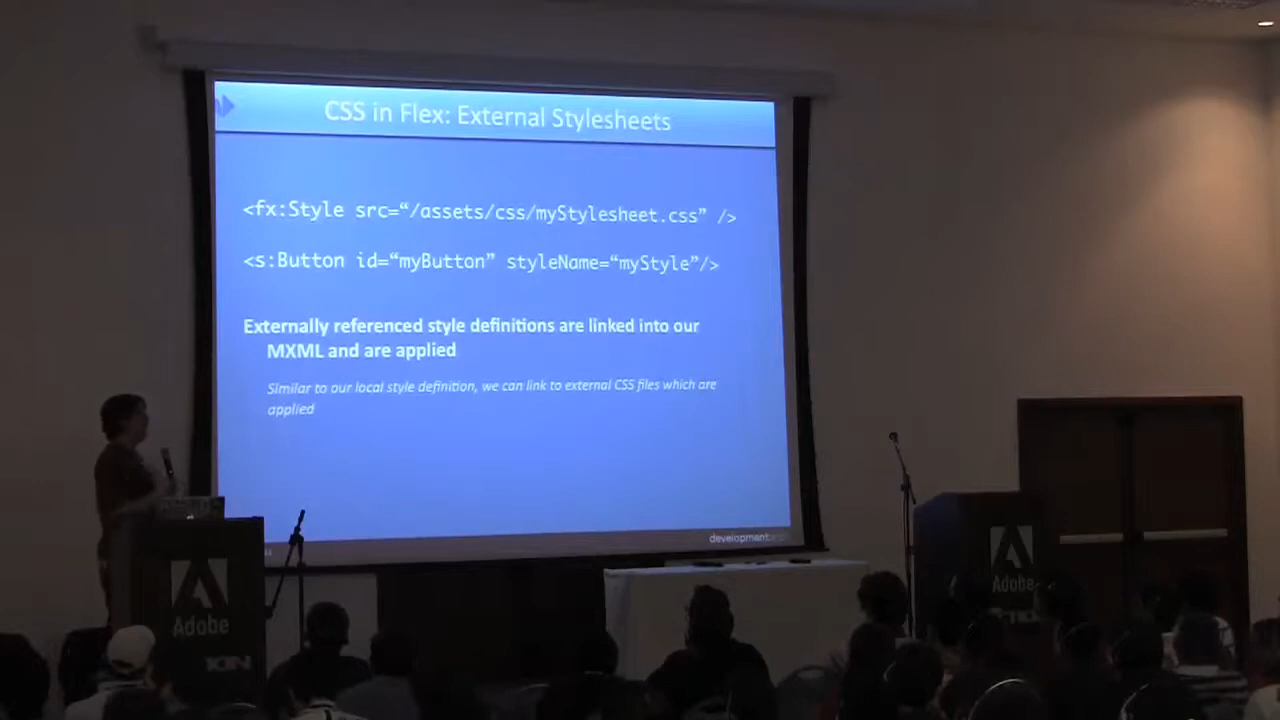 CSS in Flex: External Stylesheets
<fx:Style src=“/assets/css/myStylesheet.css” />
<s:Button id=“myButton” styleName=“myStyle”/>
Externally referenced style definitions are linked into our
MXML and are applied
Similar to our local style definition, we can link to external CSS files which are
applied
Adobe
Adobe